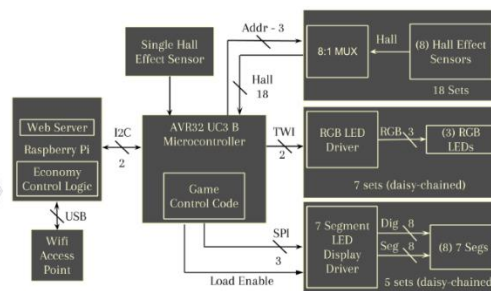 Single Hall
Effect Sensor
Addr - 3
Hall
18
8:1 MUX
Hall
(8) Hall Effect
Sensors
18 Sets
Web Server
Raspberry Pi
Economy
Control Logic
I2C
2
AVR32 UC3 B
Microcontroller
Game
Control Code
TWI
2
RGB LED
Driver
RGB
3
(3) RGB
LEDs
7 sets (daisy-chained)
USB
Wifi
Access
Point
SPI
3
Load Enable
7 Segment
LED
Display
Driver
Dig
8
Seg
8
(8) 7 Segs
5 sets (daisy-chained)